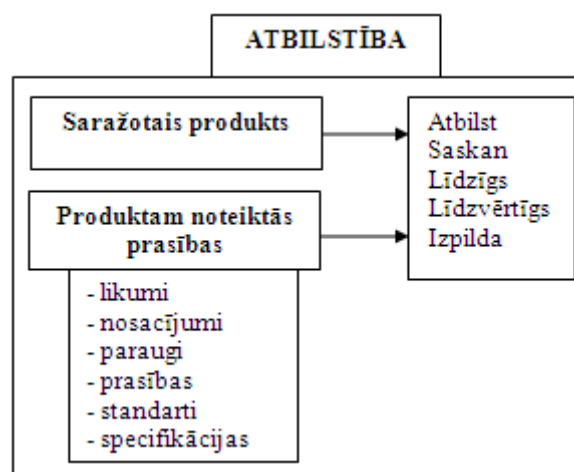 ATBILSTĪBA
Saražotais produkts
Produktam noteiktās
prasības
- likumi
- nosacījumi
- paraugi
- prasības
- standarti
- specifikācijas
Atbilst
Saskan
Līdzīgs
Līdzvērtīgs
Izpilda